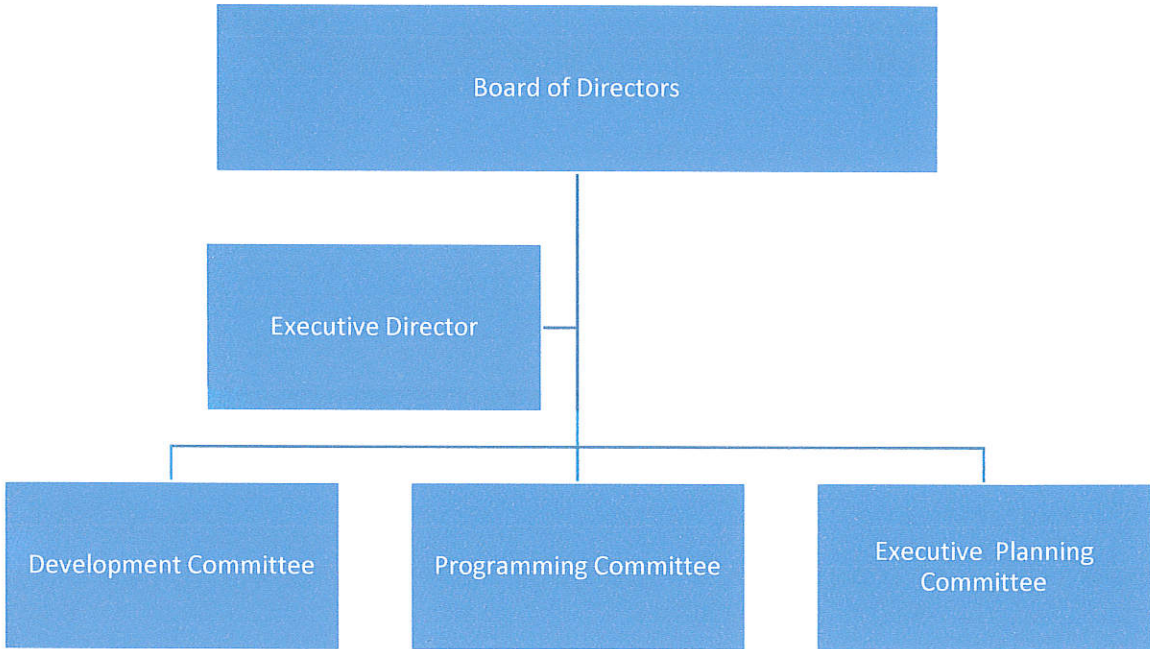 Board of Directors
Executive Director
Development Committee
Programming Committee
Executive Planning
Committee